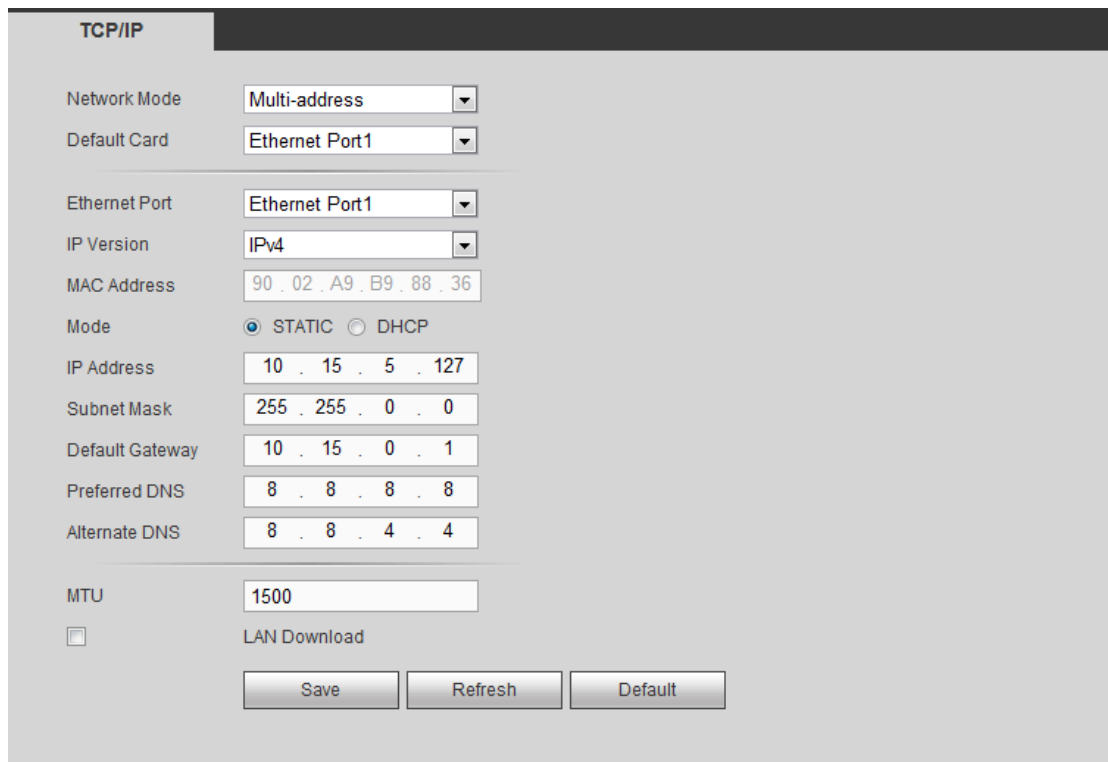 TCP/IP
Network Mode Multi-address
Default Card Ethernet Port1
Ethernet Port Ethernet Port1
IP Version IPv4
MAC Address 90 . 02 . A9 . B9 . 88 . 36
Mode STATIC DHCP
IP Address 10 . 15 . 5 . 127
Subnet Mask 255 . 255 . 0 . 0
Default Gateway 10 . 15 . 0 . 1
Preferred DNS 8 . 8 . 8 . 8
Alternate DNS 8 . 8 . 4 . 4
MTU 1500
LAN Download
Save Refresh Default